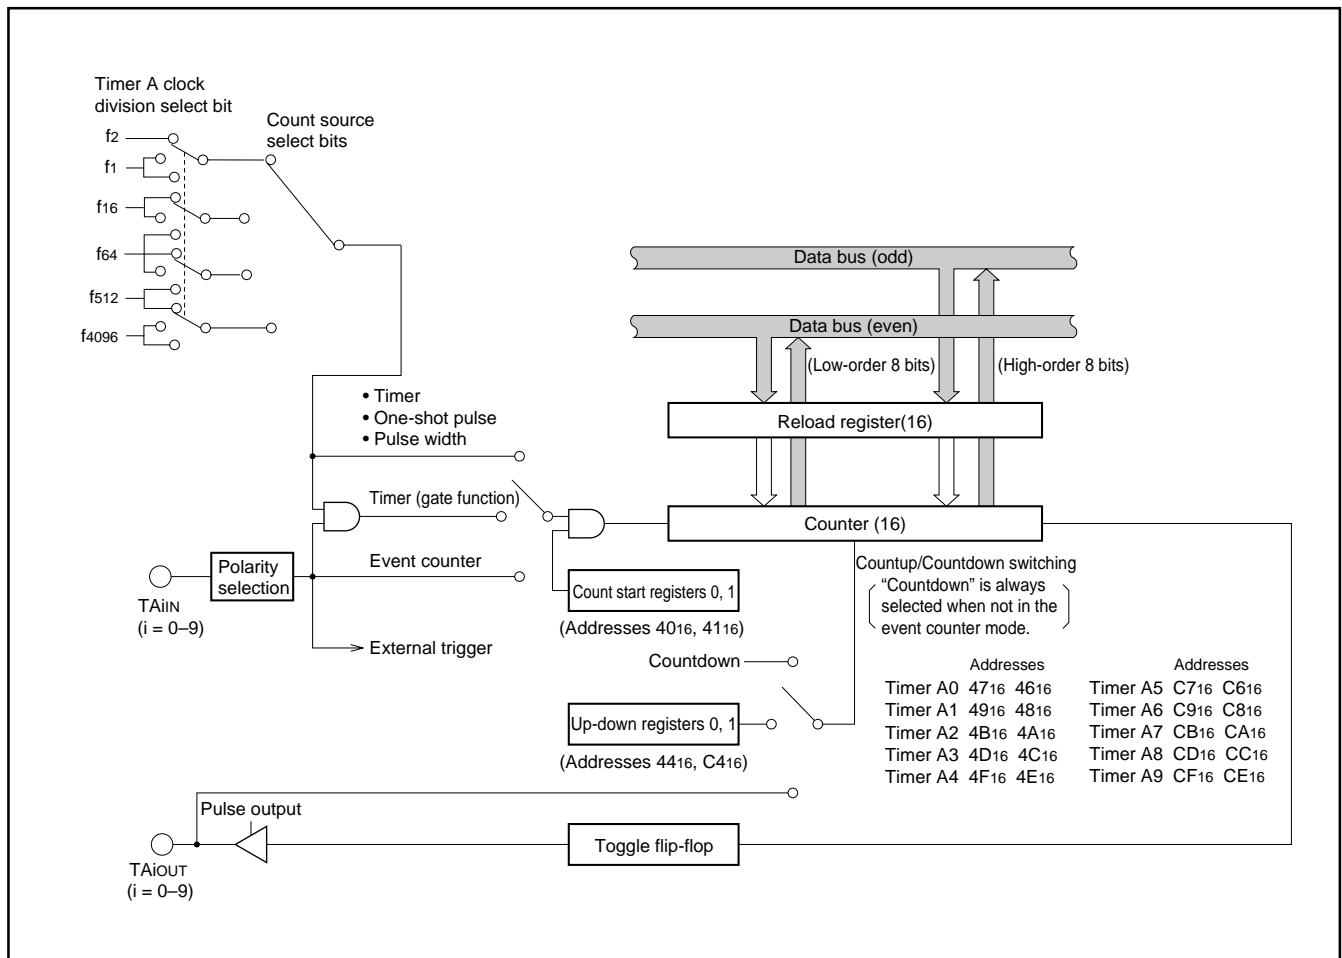 Timer A clock
division select bit
Count source
select bits
f2
f1
f16
f64
f512
f4096
Data bus (odd)
Data bus (even)
(Low-order 8 bits)
(High-order 8 bits)
• Timer
• One-shot pulse
• Pulse width
Reload register(16)
Timer (gate function)
Counter (16)
Polarity
selection
Event counter
TAiIN
(i = 0–9)
Count start registers 0, 1
(Addresses 4016, 4116)
Countup/Countdown switching
“Countdown” is always
selected when not in the
event counter mode.
External trigger
Countdown
Up-down registers 0, 1
(Addresses 4416, C416)
Addresses
Timer A0 4716 4616
Timer A1 4916 4816
Timer A2 4B16 4A16
Timer A3 4D16 4C16
Timer A4 4F16 4E16
Addresses
Timer A5 C716 C616
Timer A6 C916 C816
Timer A7 CB16 CA16
Timer A8 CD16 CC16
Timer A9 CF16 CE16
Pulse output
Toggle flip-flop
TAiOUT
(i = 0–9)